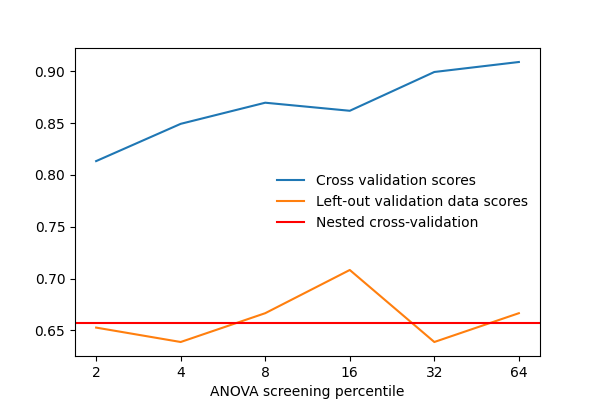 0.90
0.85
0.80
0.75
0.70
0.65
Cross validation scores
Left-out validation data scores
Nested cross-validation
2 4 8 16 32 64
ANOVA screening percentile